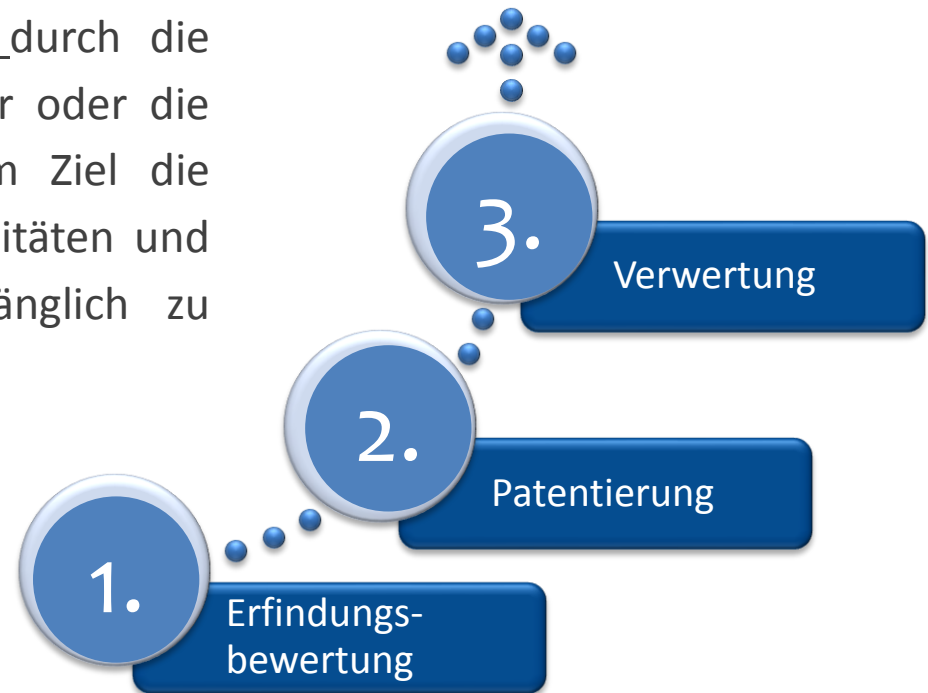 durch die
r oder die
Ziel die
itäten und
änglich zu
3.
Verwertung
2.
Patentierung
1.
Erfindungs-
bewertung